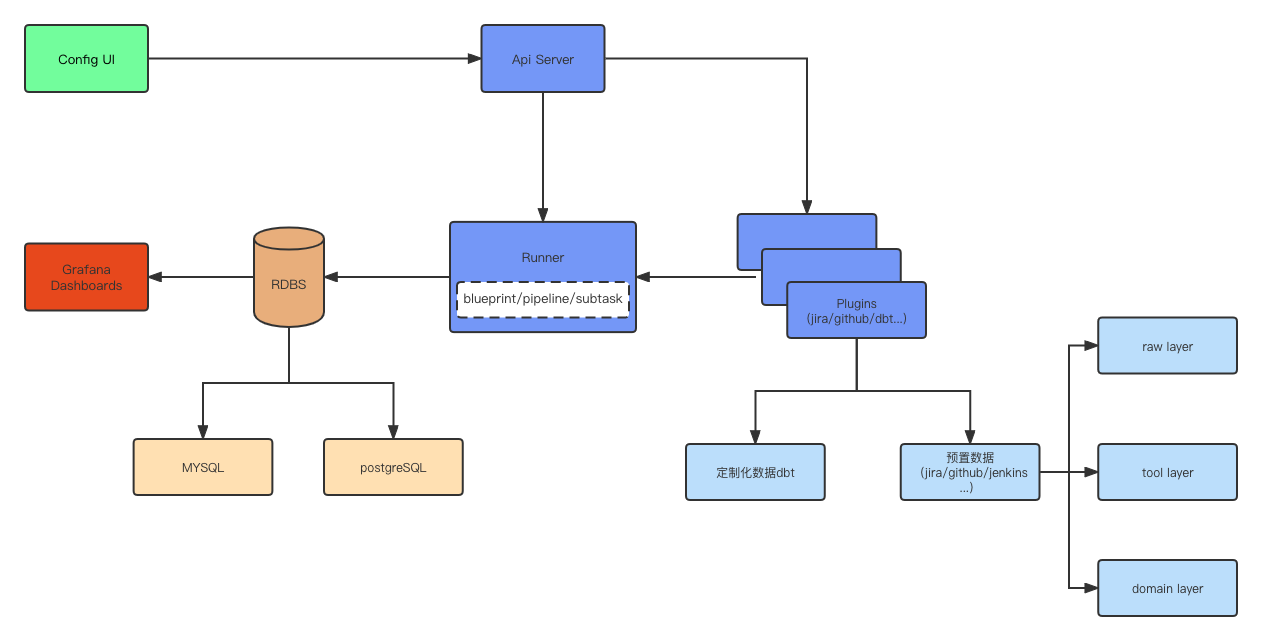 Config UI
Api Server
Grafana
Dashboards
RDBS
Runner
blueprint/pipeline/subtask
Plugins
(jira/github/dbt...)
raw layer
MYSQL
postgreSQL
定制化数据dbt
预置数据
(jira/github/jenkins
...)
tool layer
domain layer